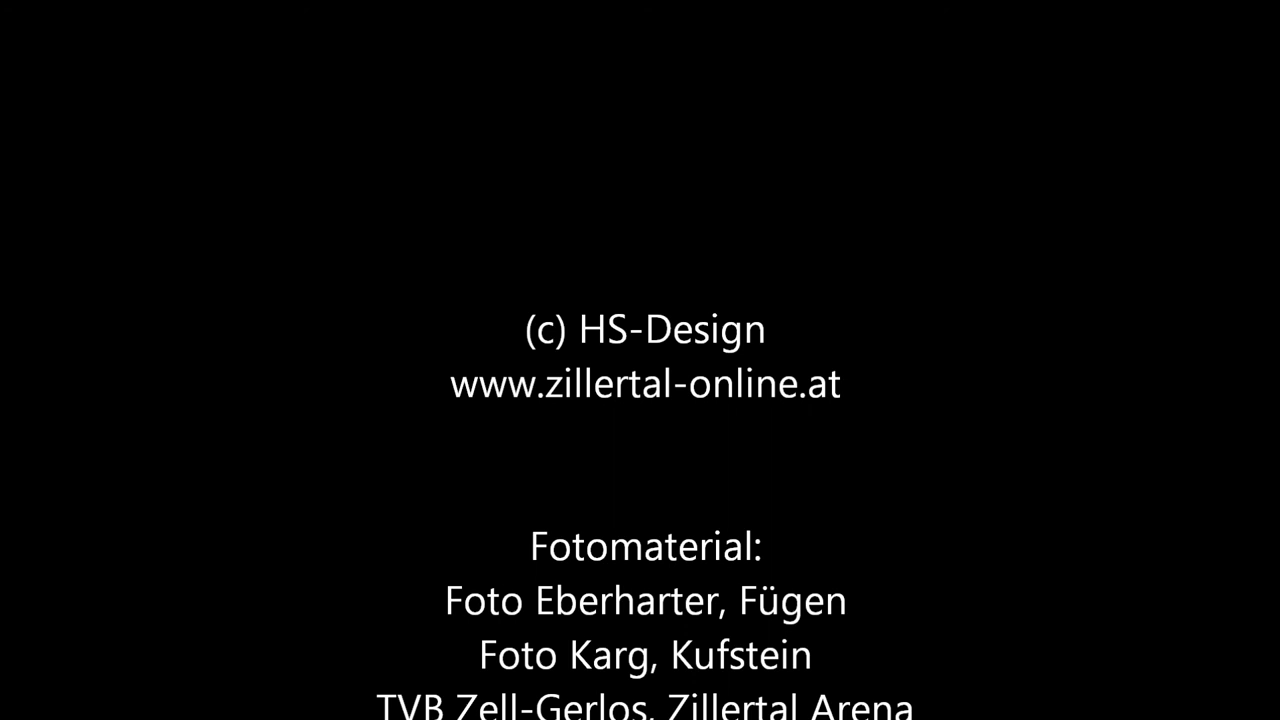 (c) HS-Design
www.zillertal-online.at
Fotomaterial:
Foto Eberharter, Fügen
Foto Karg, Kufstein
TVB Zell-Gerlos, Zillertal Arena